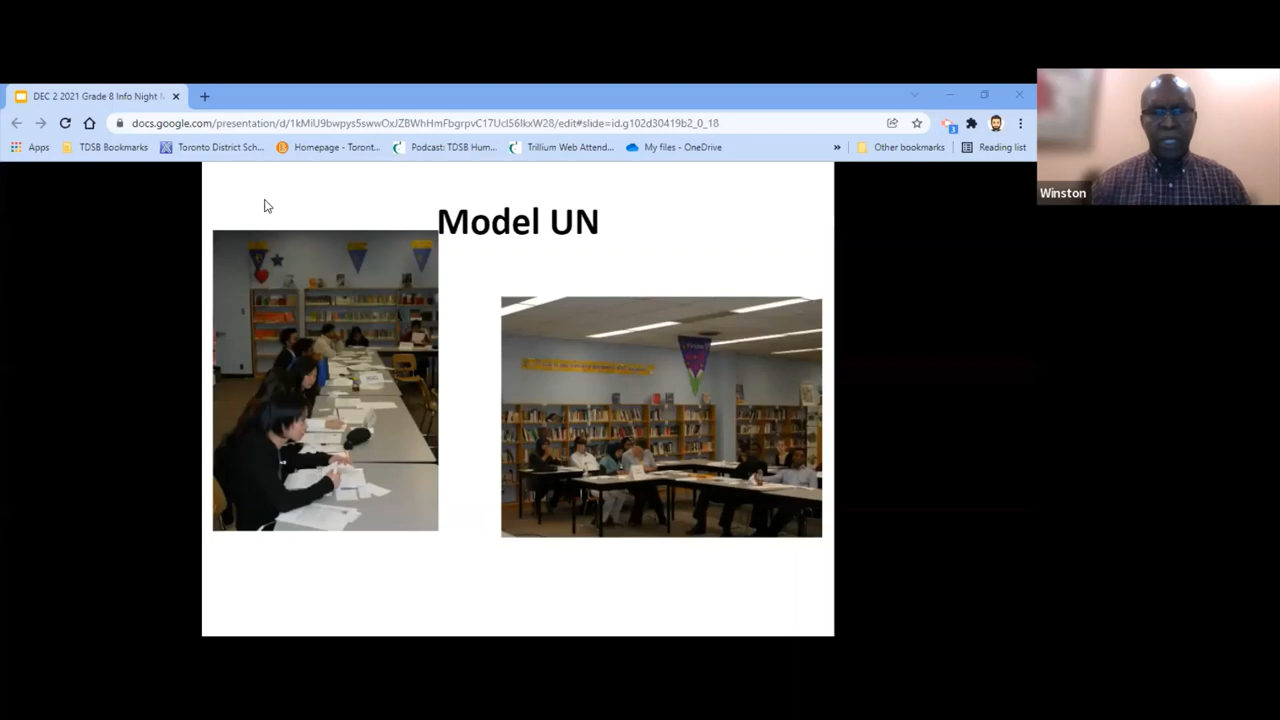 DEC 2 2021 Grade 8 Info Night
docs.google.com/presentation/d/1kMiU9bwpys5swwOxJZBWhHmFbgrpvC17UcI56IkxW28/edit#slide=id.g102d30419b2_0_18
3
Apps TDSB Bookmarks Toronto District Sch... Homepage - Toront... Podcast: TDSB Hum... Trillium Web Attend... My files - OneDrive » Other bookmarks Reading list
Winston
Model UN